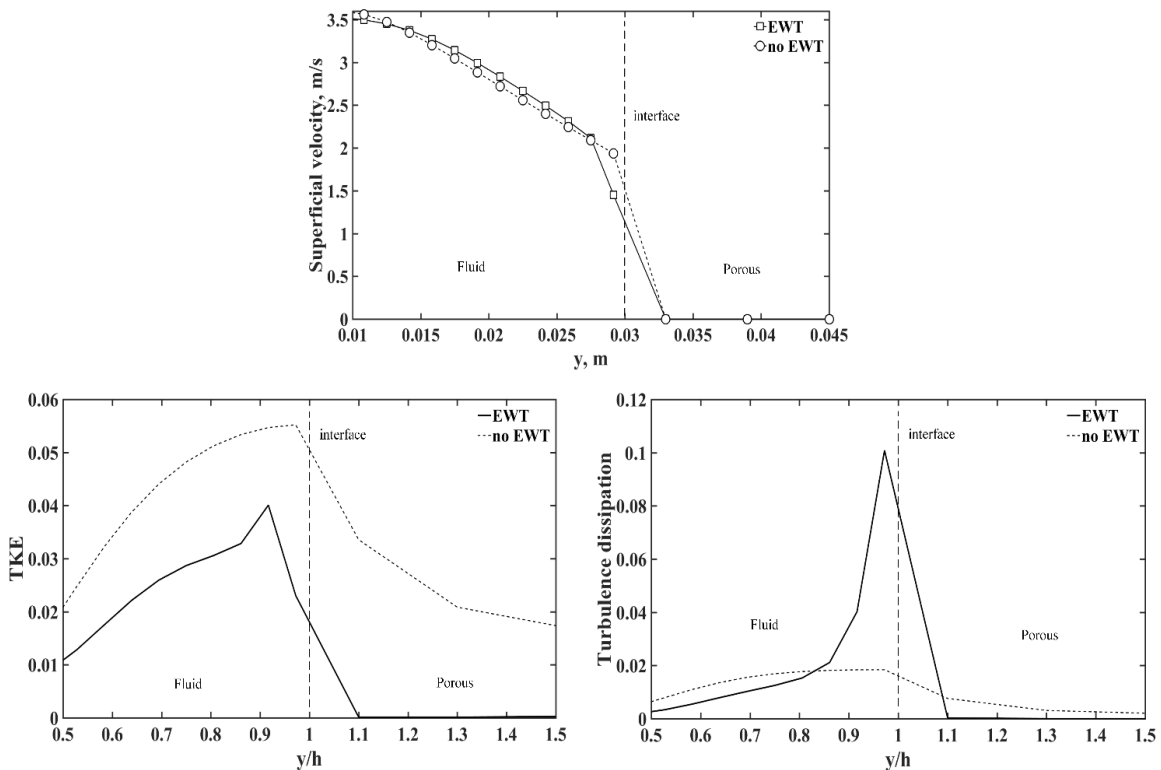 3.5
3
2.5
2
1.5
1
0.5
0
Superficial velocity, m/s
EWT
no EWT
interface
Fluid
Porous
0.01 0.015 0.02 0.025 0.03 0.035 0.04 0.045
y, m
0.06
0.05
0.04
0.03
0.02
0.01
0
TKE
EWT
no EWT
interface
Fluid
Porous
0.5 0.6 0.7 0.8 0.9 1 1.1 1.2 1.3 1.4 1.5
y/h
0.12
0.1
0.08
0.06
0.04
0.02
0
Turbulence dissipation
EWT
no EWT
interface
Fluid
Porous
0.5 0.6 0.7 0.8 0.9 1 1.1 1.2 1.3 1.4 1.5
y/h